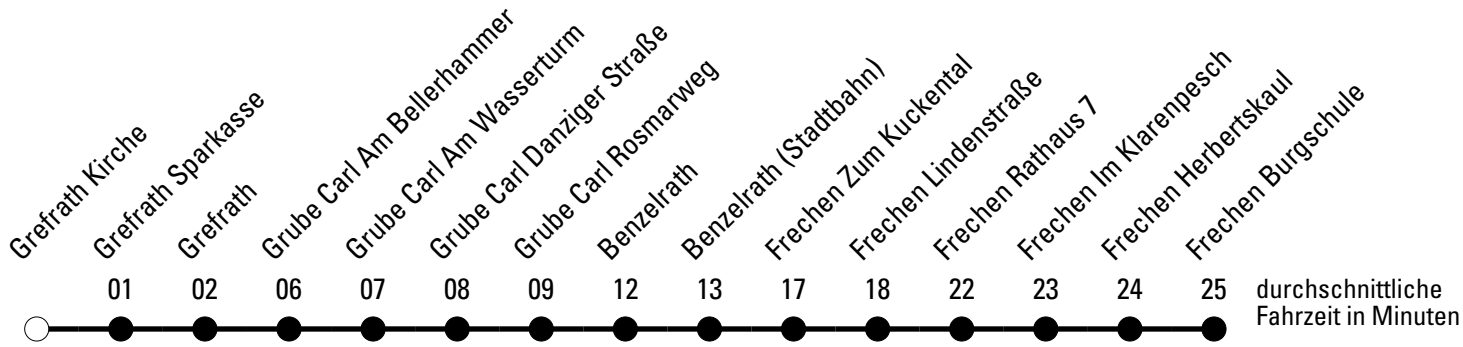 Grefrath Kirche
Grefrath Sparkasse
Grefrath
Grube Carl Am Bellerhammer
Grube Carl Am Wasserturm
Grube Carl Danziger Straße
Grube Carl Rosmarweg
Benzelrath
Benzelrath (Stadtbahn)
Frechen Zum Kuckental
Frechen Lindenstraße
Frechen Rathaus 7
Frechen Im Klarenpesch
Frechen Herbertskaul
Frechen Burgschule
01 02 06 07 08 09 12 13 17 18 22 23 24 25
durchschnittliche
Fahrzeit in Minuten